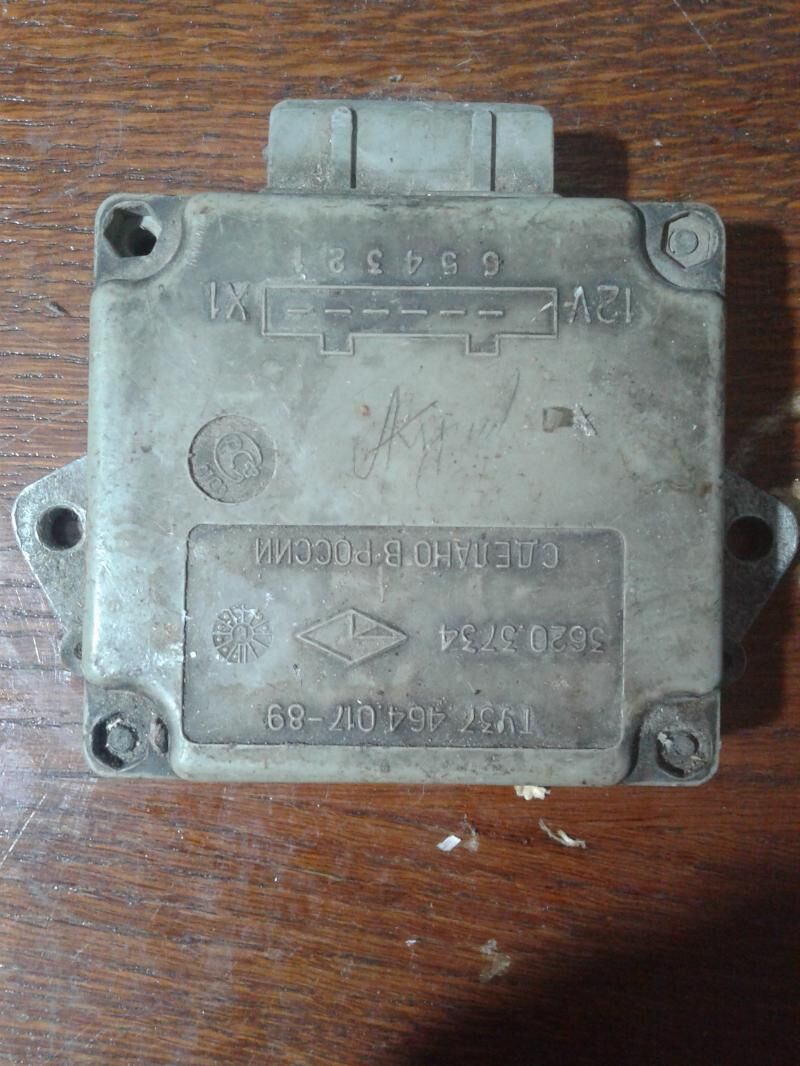 ТУ37.464.017-89
3620.3734
СДЕЛАНО В РОССИИ
12V X1
6 5 4 3 2 1